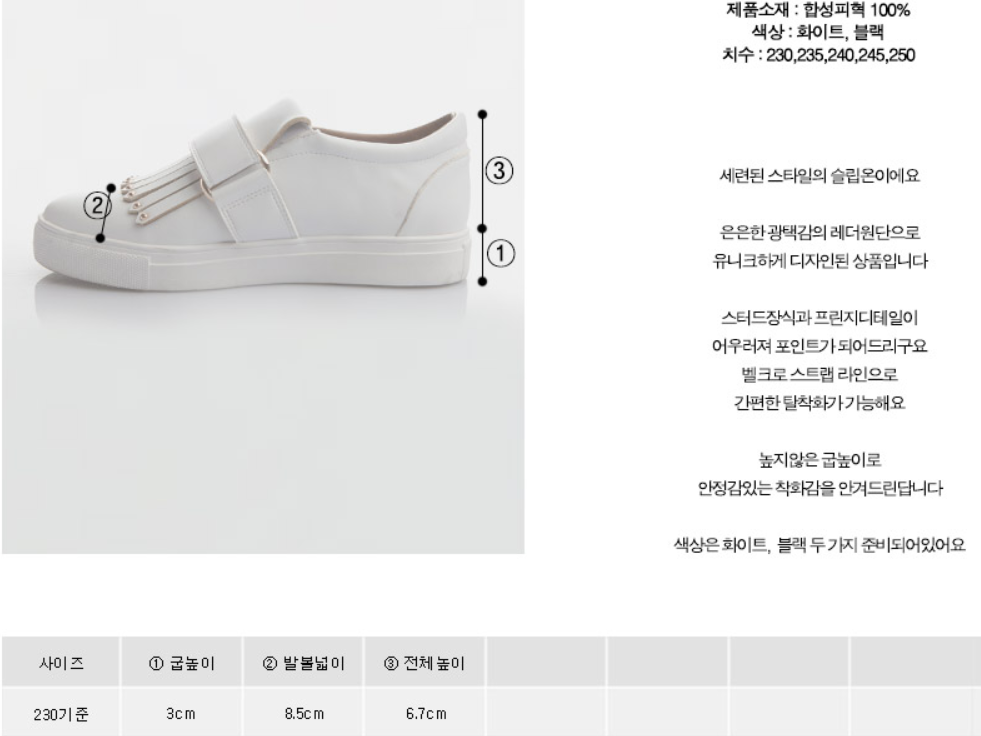 제품소재 : 합성피혁 100%
색상 : 화이트, 블랙
치수 : 230,235,240,245,250
③
②
①
세련된 스타일의 슬립온이에요
은은한 광택감의 레더원단으로
유니크하게 디자인된 상품입니다
스터드장식과 프린지디테일이
어우러져 포인트가 되어드리구요
벨크로 스트랩 라인으로
간편한 탈착화가 가능해요
높지않은 굽높이로
안정감있는 착화감을 안겨드린답니다
색상은 화이트, 블랙 두 가지 준비되어있어요
사이즈 ① 굽높이 ② 발볼넓이 ③ 전체높이
230기준 3cm 8.5cm 6.7cm